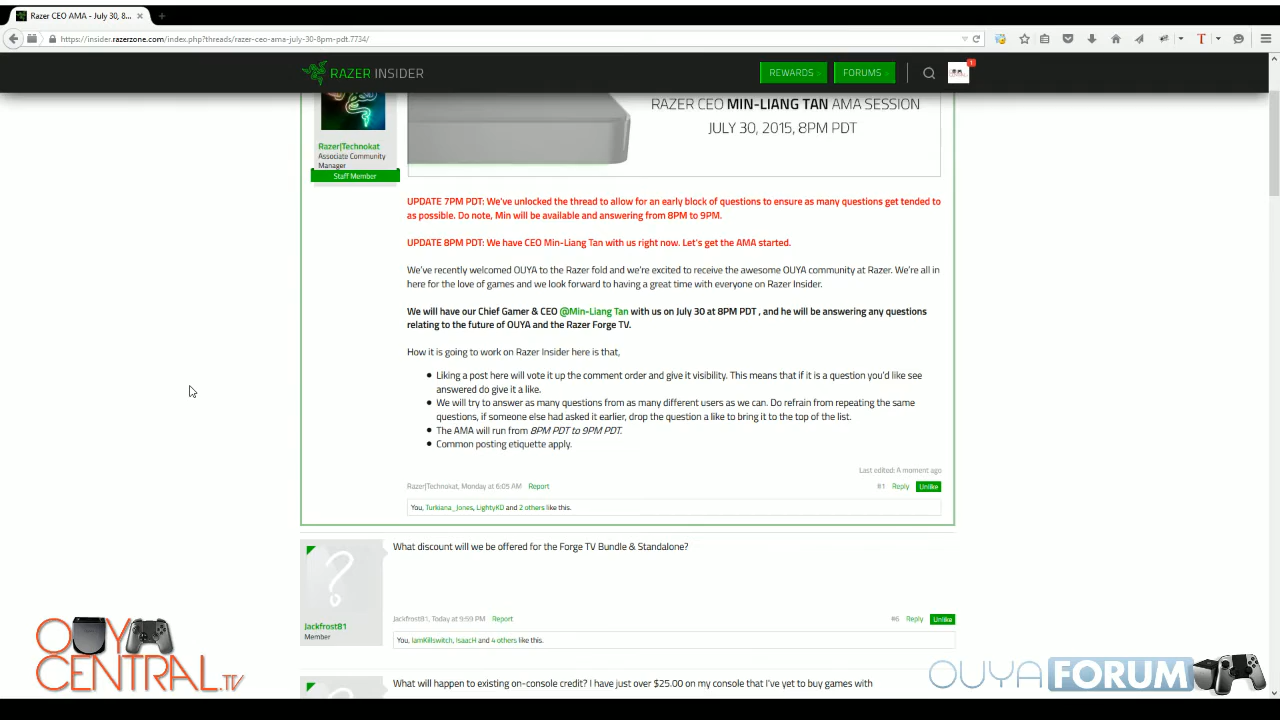 Razer CEO AMA - July 30, 8...
https://insider.razerzone.com/index.php?threads/razer-ceo-ama-july-30-8pm-pdt.7734/
RAZER INSIDER
REWARDS
FORUMS
1
RAZER CEO MIN-LIANG TAN AMA SESSION
JULY 30, 2015, 8PM PDT
Razer|Technokat
Associate Community
Manager
Staff Member
UPDATE 7PM PDT: We've unlocked the thread to allow for an early block of questions to ensure as many questions get tended to
as possible. Do note, Min will be available and answering from 8PM to 9PM.
UPDATE 8PM PDT: We have CEO Min-Liang Tan with us right now. Let's get the AMA started.
We've recently welcomed OUYA to the Razer fold and we're excited to receive the awesome OUYA community at Razer. We're all in
here for the love of games and we look forward to having a great time with everyone on Razer Insider.
We will have our Chief Gamer & CEO @Min-Liang Tan with us on July 30 at 8PM PDT , and he will be answering any questions
relating to the future of OUYA and the Razer Forge TV.
How it is going to work on Razer Insider here is that,
• Liking a post here will vote it up the comment order and give it visibility. This means that if it is a question you'd like see
answered do give it a like.
• We will try to answer as many questions from as many different users as we can. Do refrain from repeating the same
questions, if someone else had asked it earlier, drop the question a like to bring it to the top of the list.
• The AMA will run from 8PM PDT to 9PM PDT.
• Common posting etiquette apply.
Last edited: A moment ago
Razer|Technokat, Monday at 6:05 AM Report #1 Reply Unlike
You, Turkiana_Jones, LightyKD and 2 others like this.
What discount will we be offered for the Forge TV Bundle & Standalone?
Jackfrost81
Member
Jackfrost81, Today at 9:59 PM Report #6 Reply Unlike
You, IamKillswitch, IsaacH and 4 others like this.
What will happen to existing on-console credit? I have just over $25.00 on my console that I've yet to buy games with
OUYA
CENTRAL.TV
OUYAFORUM